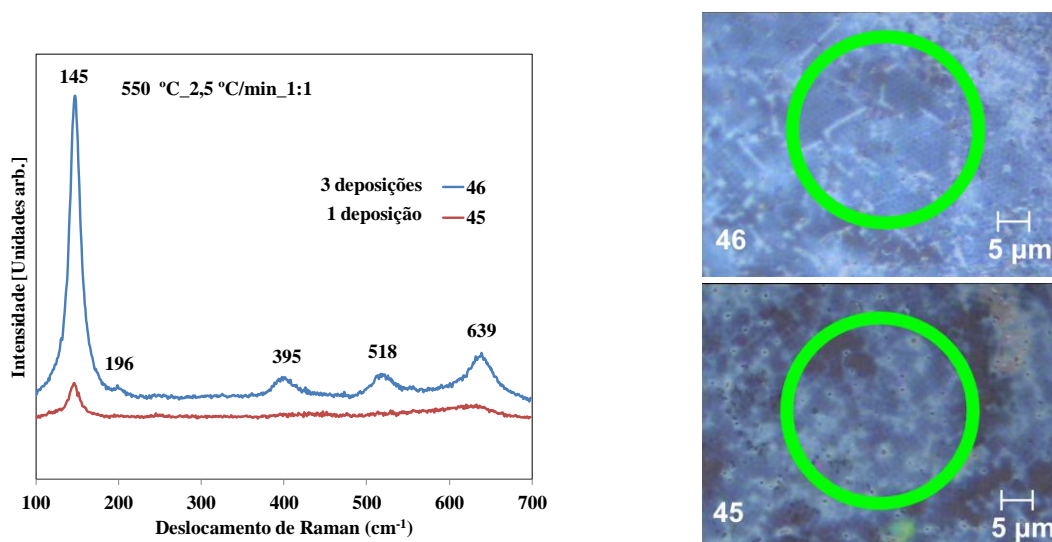 145
550 ºC_2,5 ºC/min_1:1
3 deposições
46
1 deposição
45
196
395
518
639
Intensidade [Unidades arb.]
100
200
300
400
500
600
700
Deslocamento de Raman (cm-1)
46
5 µm
45
5 µm